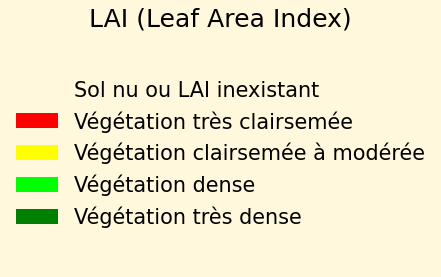 LAI (Leaf Area Index)
Sol nu ou LAI inexistant
Végétation très clairsemée
Végétation clairsemée à modérée
Végétation dense
Végétation très dense